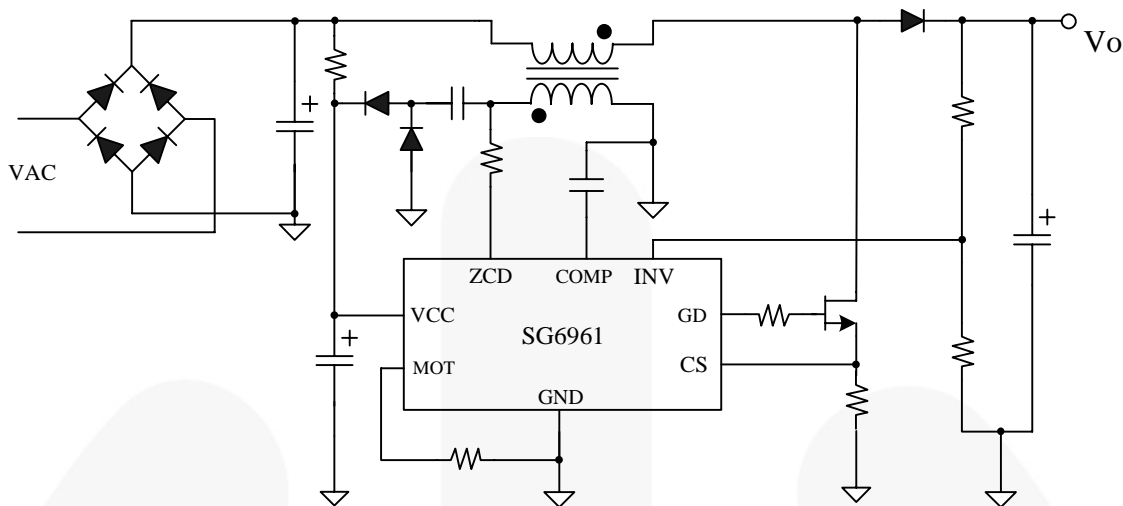 +
Vo
VAC
+
ZCD
COMP
INV
VCC
SG6961
GD
MOT
CS
GND
+
+